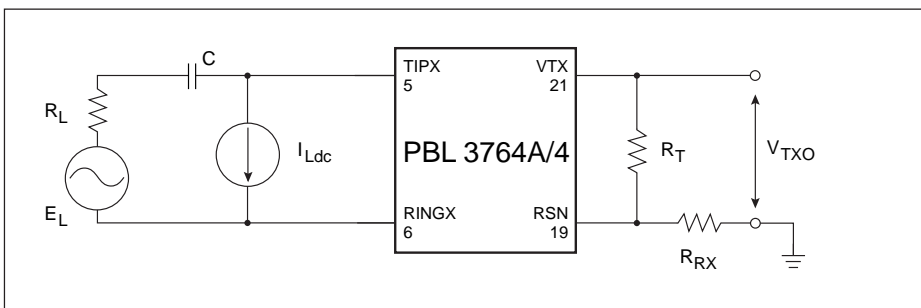 C
TIPX
5
VTX
21
R_L
I_Ldc
PBL 3764A/4
R_T
V_TXO
E_L
RINGX
6
RSN
19
R_RX